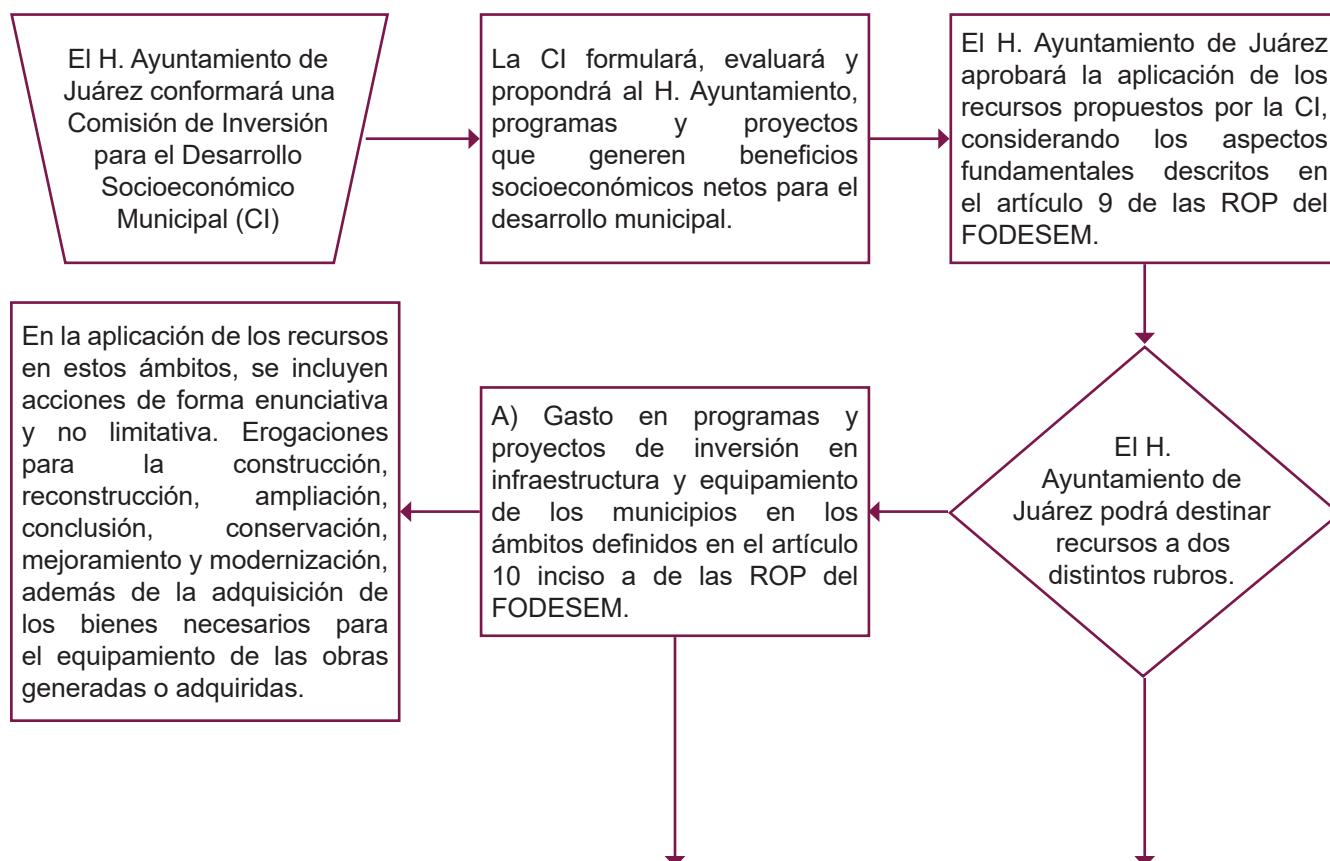 El H. Ayuntamiento de
Juárez conformará una
Comisión de Inversión
para el Desarrollo
Socioeconómico
Municipal (CI)
La CI formulará, evaluará y
propondrá al H. Ayuntamiento,
programas y proyectos
que generen beneficios
socioeconómicos netos para el
desarrollo municipal.
El H. Ayuntamiento de Juárez
aprobará la aplicación de los
recursos propuestos por la CI,
considerando los aspectos
fundamentales descritos en
el artículo 9 de las ROP del
FODESEM.
El H.
Ayuntamiento de
Juárez podrá destinar
recursos a dos
distintos rubros.
A) Gasto en programas y
proyectos de inversión en
infraestructura y equipamiento
de los municipios en los
ámbitos definidos en el artículo
10 inciso a de las ROP del
FODESEM.
En la aplicación de los recursos
en estos ámbitos, se incluyen
acciones de forma enunciativa
y no limitativa. Erogaciones
para la construcción,
reconstrucción, ampliación,
conclusión, conservación,
mejoramiento y modernización,
además de la adquisición de
los bienes necesarios para
el equipamiento de las obras
generadas o adquiridas.